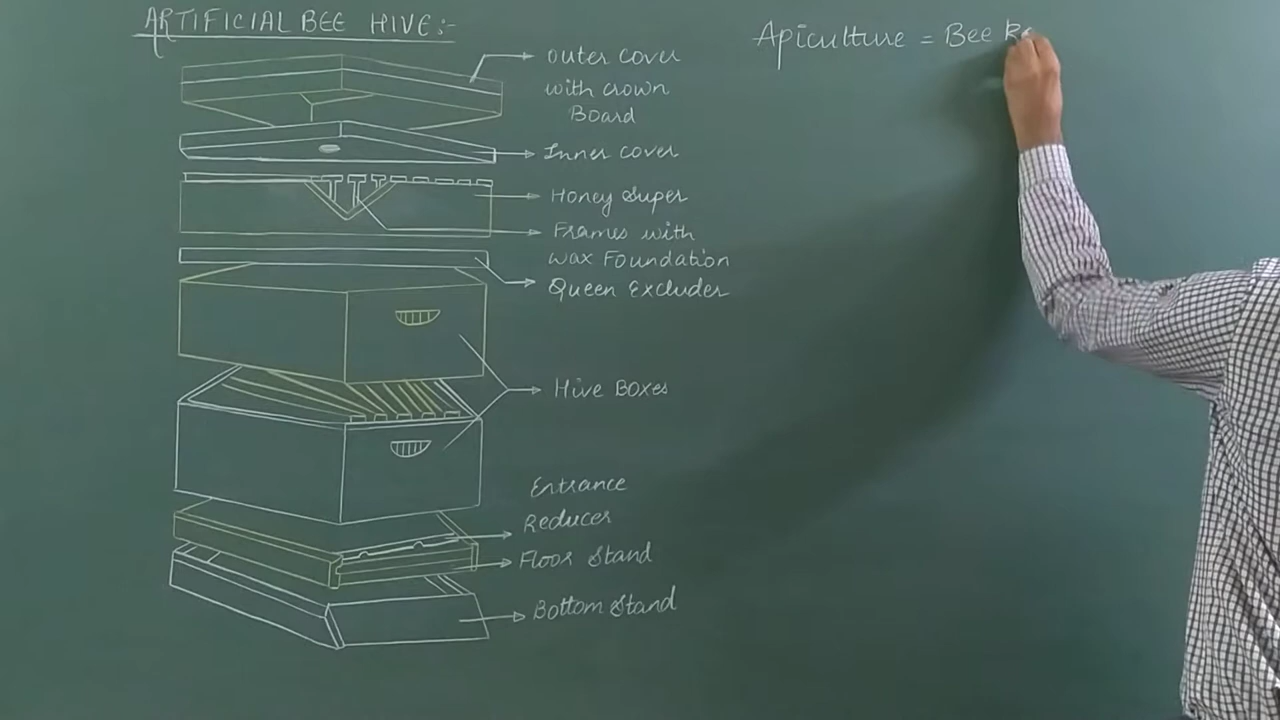 ARTIFICIAL BEE HIVE:-
Apiculture = Bee Ke
Outer Cover
with Crown
Board
Inner Cover
Honey Super
Frames with
Wax Foundation
Queen Excluder
Hive Boxes
Entrance
Reducer
Floor Stand
Bottom Stand